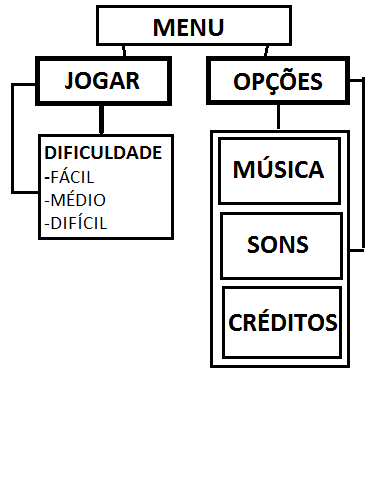 MENU
JOGAR
OPÇÕES
DIFICULDADE
-FÁCIL
-MÉDIO
-DIFÍCIL
MÚSICA
SONS
CRÉDITOS